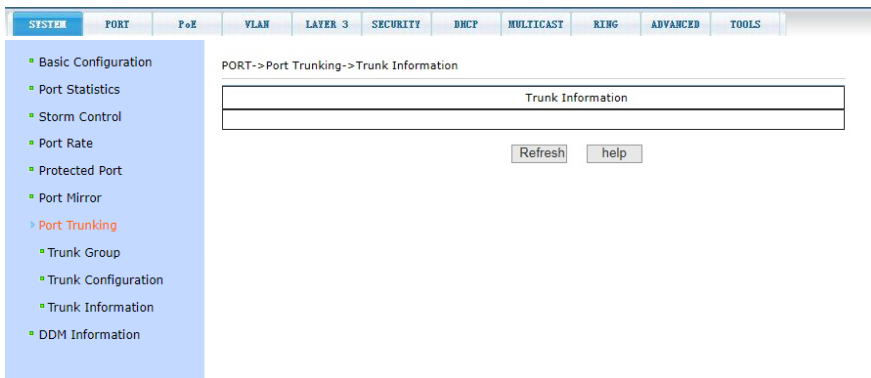 SYSTEM PORT PoE VLAN LAYER 3 SECURITY DHCP MULTICAST RING ADVANCED TOOLS
Basic Configuration
Port Statistics
Storm Control
Port Rate
Protected Port
Port Mirror
Port Trunking
Trunk Group
Trunk Configuration
Trunk Information
DDM Information
PORT->Port Trunking->Trunk Information
Trunk Information
Refresh help